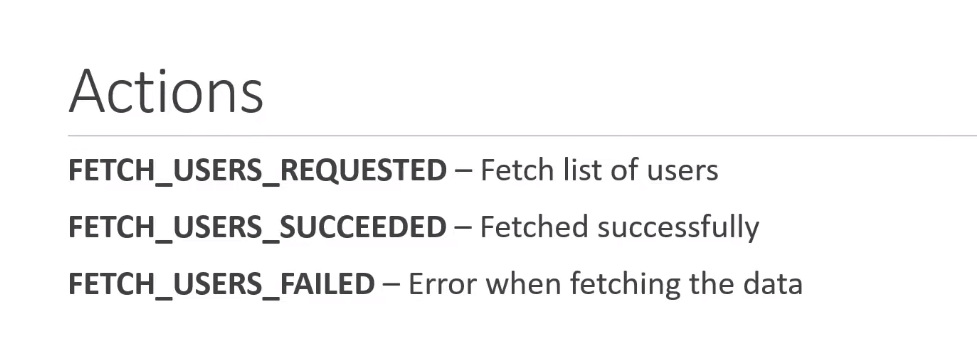 Actions
FETCH_USERS_REQUESTED – Fetch list of users
FETCH_USERS_SUCCEEDED – Fetched successfully
FETCH_USERS_FAILED – Error when fetching the data